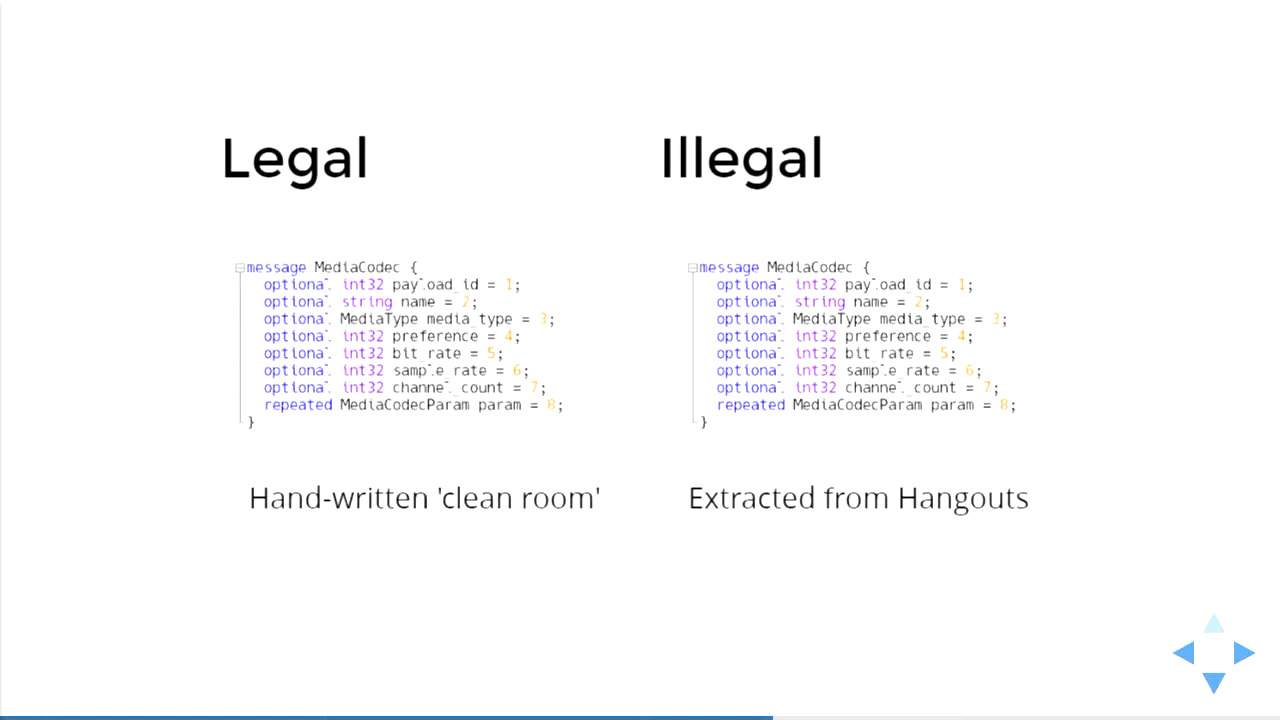 Legal
message MediaCodec {
optional int32 payload_id = 1;
optional string name = 2;
optional MediaType media_type = 3;
optional int32 preference = 4;
optional int32 bit_rate = 5;
optional int32 sample_rate = 6;
optional int32 channel_count = 7;
repeated MediaCodecParam param = 8;
}
Hand-written 'clean room'
Illegal
message MediaCodec {
optional int32 payload_id = 1;
optional string name = 2;
optional MediaType media_type = 3;
optional int32 preference = 4;
optional int32 bit_rate = 5;
optional int32 sample_rate = 6;
optional int32 channel_count = 7;
repeated MediaCodecParam param = 8;
}
Extracted from Hangouts